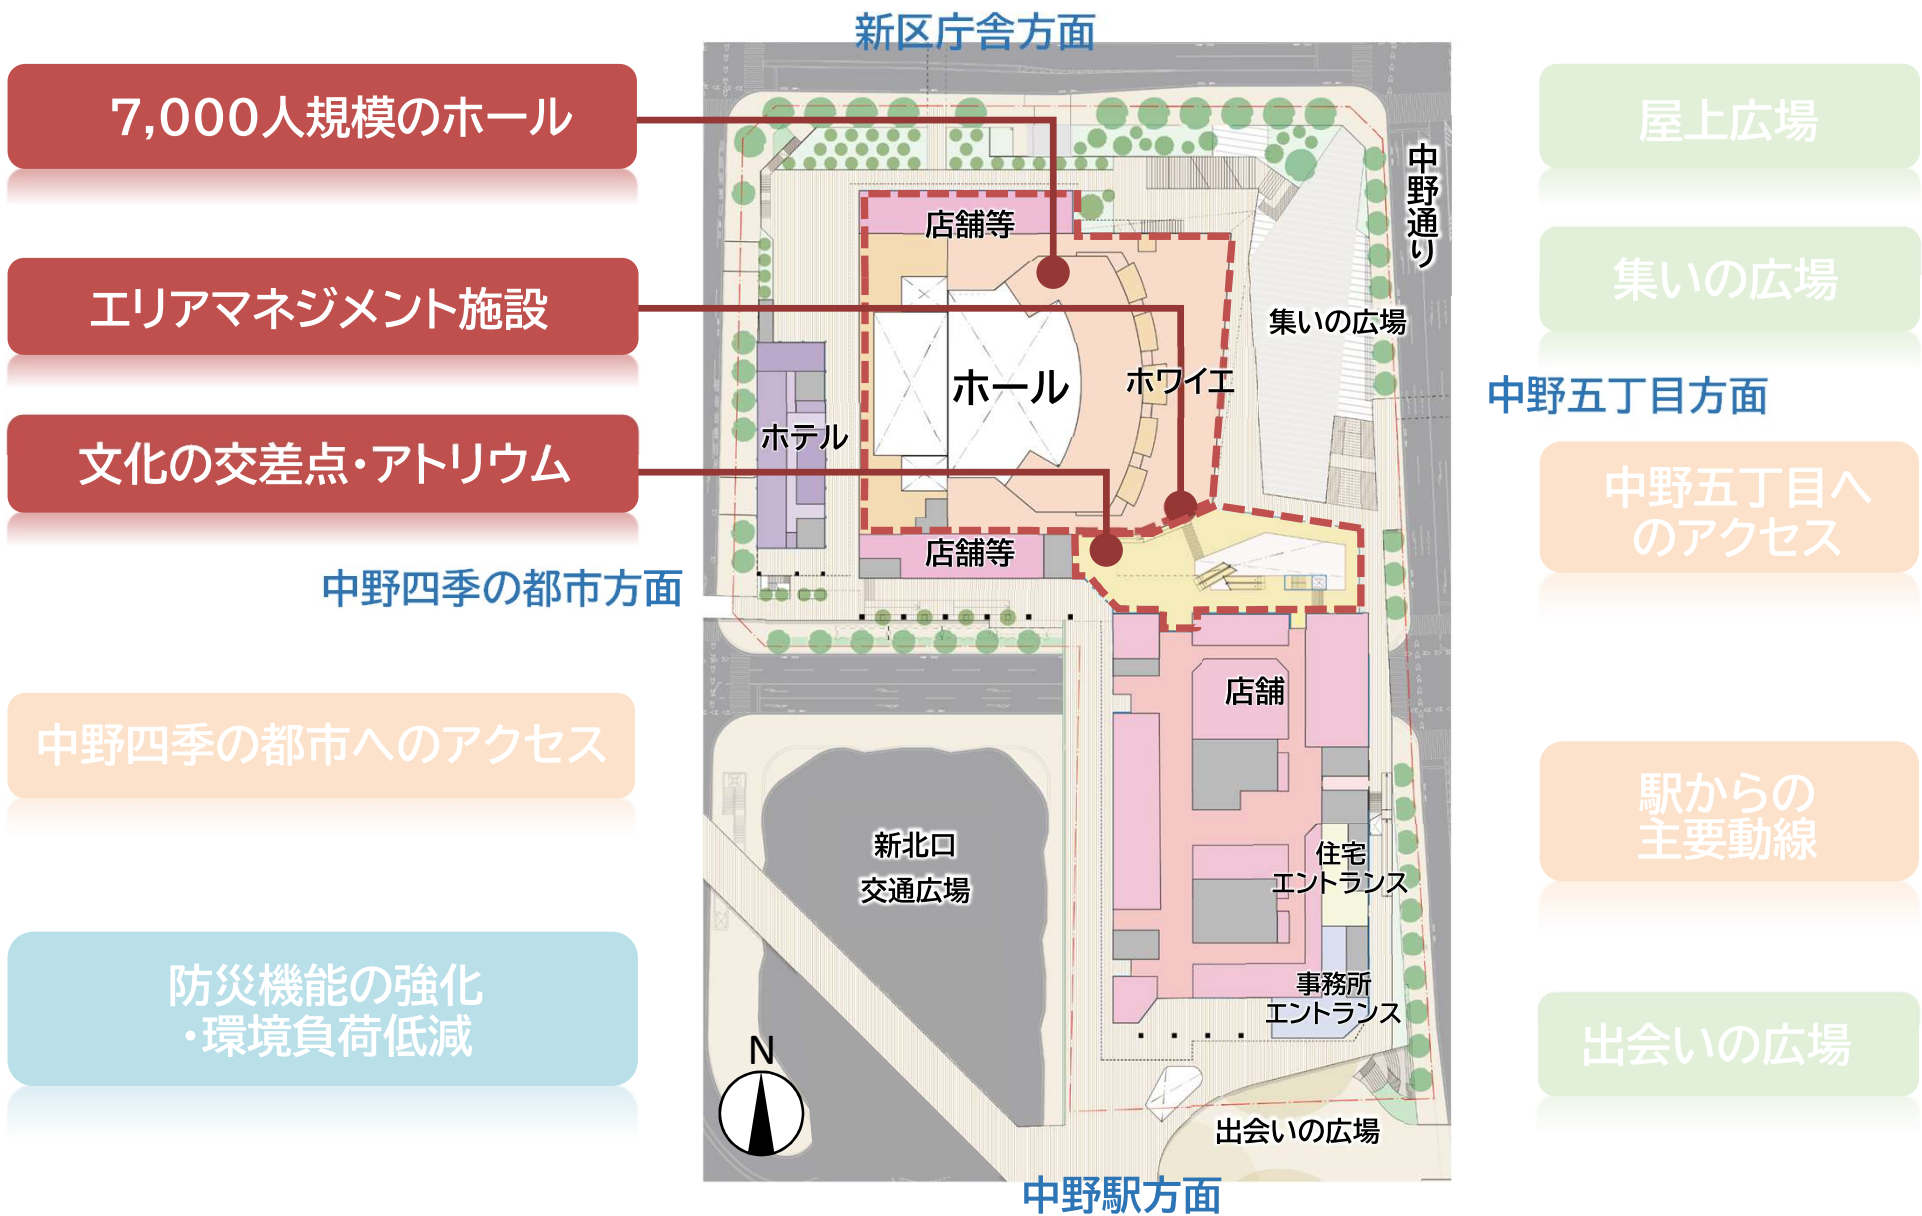 新区庁舎方面
7,000人規模のホール
エリアマネジメント施設
文化の交差点・アトリウム
中野四季の都市方面
中野四季の都市へのアクセス
防災機能の強化
・環境負荷低減
店舗等
ホール
ホワイエ
ホテル
店舗等
集いの広場
中野通り
店舗
新北口
交通広場
住宅
エントランス
事務所
エントランス
N
出会いの広場
中野駅方面
屋上広場
集いの広場
中野五丁目方面
中野五丁目へ
のアクセス
駅からの
主要動線
出会いの広場